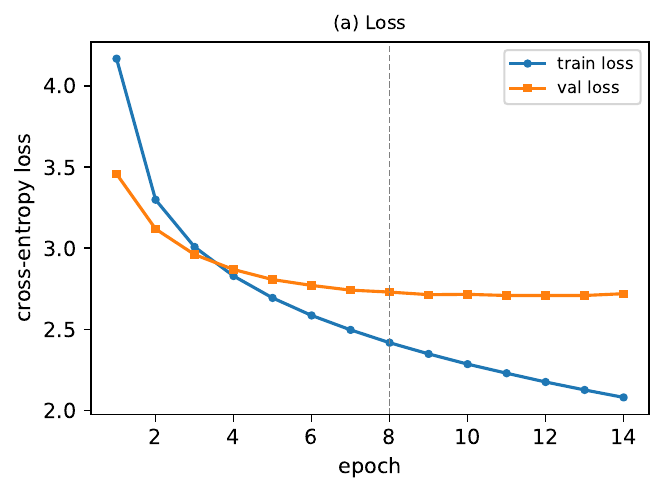 (a) Loss
train loss
val loss
cross-entropy loss
4.0
3.5
3.0
2.5
2.0
2 4 6 8 10 12 14
epoch